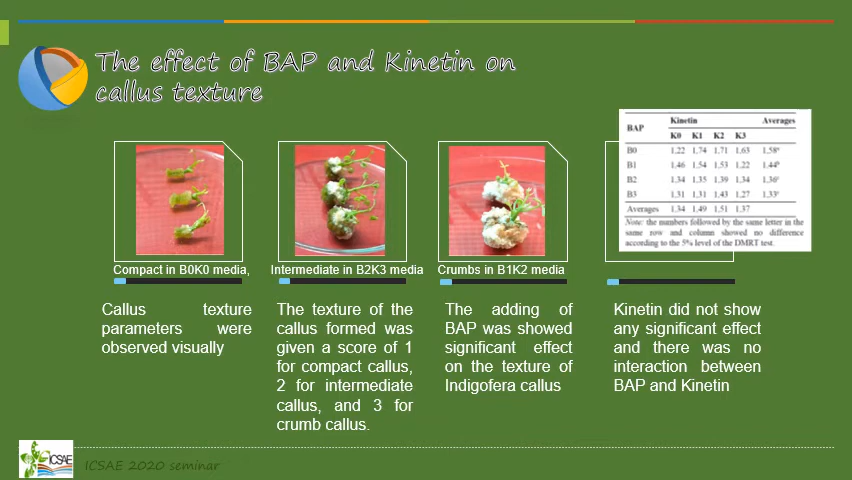 The effect of BAP and Kinetin on
callus texture
BAP Kinetin Averages
K0 K1 K2 K3
B0 1,22 1,74 1,71 1,63 1,58ᵃ
B1 1,46 1,54 1,53 1,22 1,44ᵇ
B2 1,34 1,35 1,39 1,34 1,36ᶜ
B3 1,31 1,31 1,43 1,27 1,33ᶜ
Averages 1,34 1,49 1,51 1,37
Note: the numbers followed by the same letter in the
same row and column showed no difference
according to the 5% level of the DMRT test.
Compact in B0K0 media,
Intermediate in B2K3 media
Crumbs in B1K2 media
Callus texture
parameters were
observed visually
The texture of the
callus formed was
given a score of 1
for compact callus,
2 for intermediate
callus, and 3 for
crumb callus.
The adding of
BAP was showed
significant effect
on the texture of
Indigofera callus
Kinetin did not show
any significant effect
and there was no
interaction between
BAP and Kinetin
ICSAE
ICSAE 2020 seminar